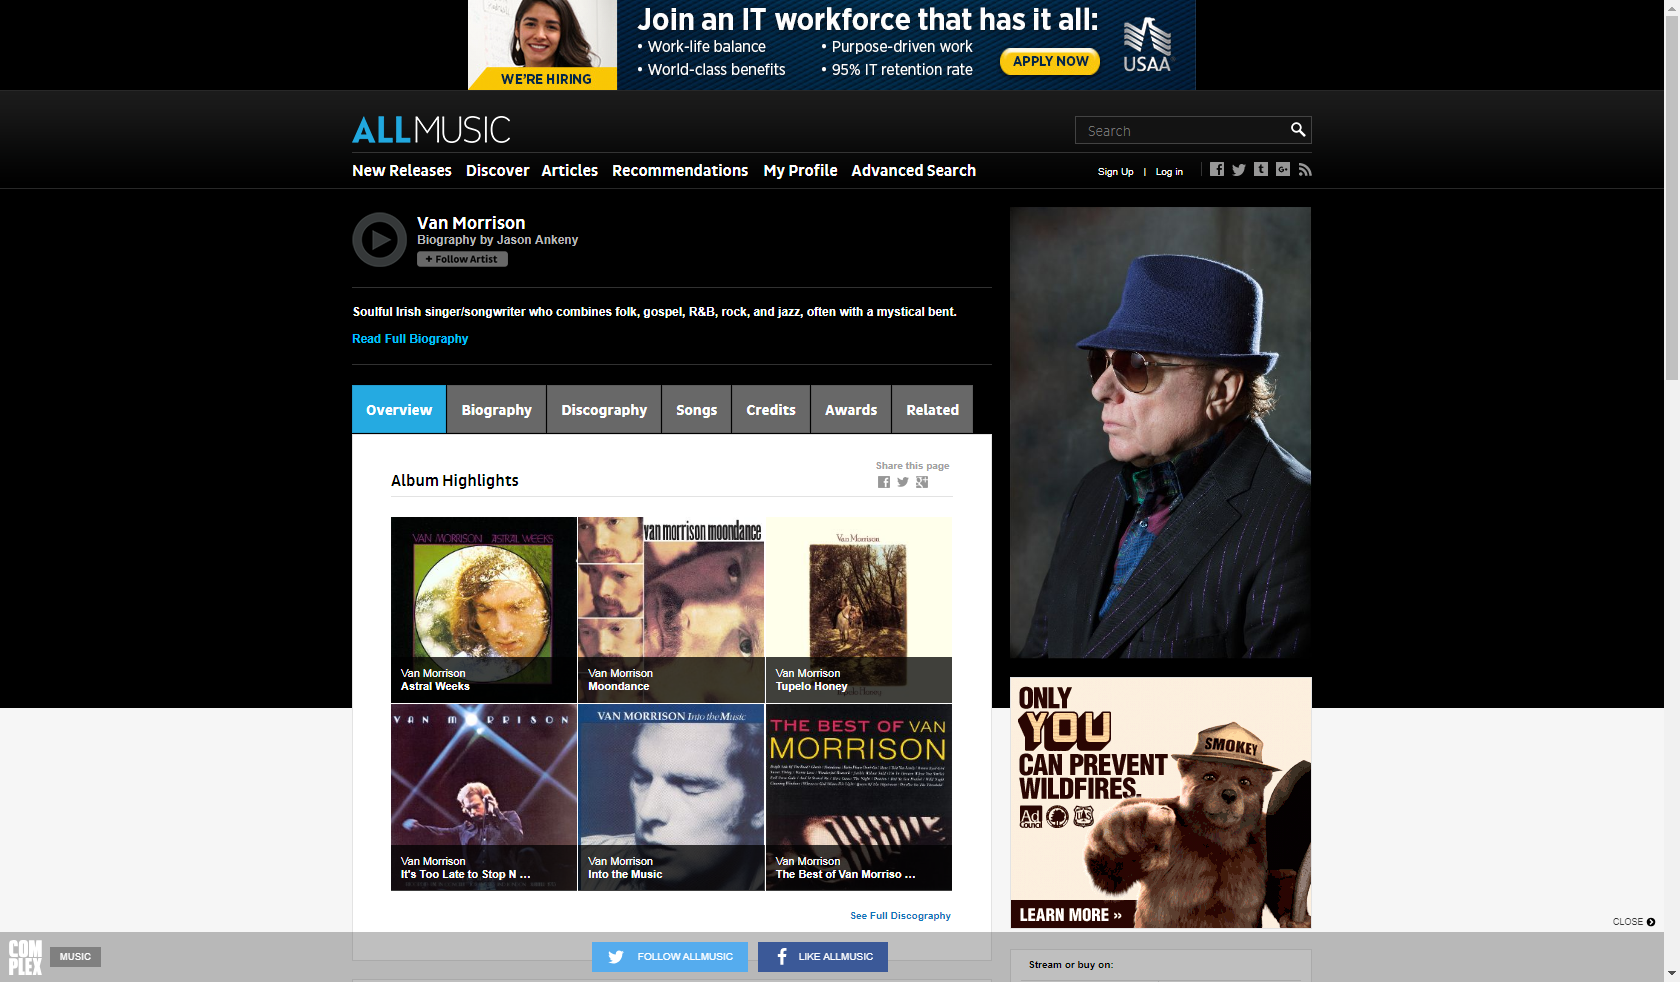 Join an IT workforce that has it all:
• Work-life balance
• World-class benefits
• Purpose-driven work
• 95% IT retention rate
APPLY NOW
USAA
WE'RE HIRING
ALLMUSIC
Search
New Releases Discover Articles Recommendations My Profile Advanced Search
Sign Up | Log in
Van Morrison
Biography by Jason Ankeny
+ Follow Artist
Soulful Irish singer/songwriter who combines folk, gospel, R&B, rock, and jazz, often with a mystical bent.
Read Full Biography
Overview Biography Discography Songs Credits Awards Related
Share this page
Album Highlights
VAN MORRISON ASTRAL WEEKS
Van Morrison
Astral Weeks
van morrison moondance
Van Morrison
Moondance
Van Morrison
Tupelo Honey
Van Morrison
Tupelo Honey
VAN MORRISON
Van Morrison
It's Too Late to Stop N ...
VAN MORRISON Into the Music
Van Morrison
Into the Music
THE BEST OF VAN
MORRISON
Van Morrison
The Best of Van Morriso ...
See Full Discography
ONLY
YOU
CAN PREVENT
WILDFIRES.
SMOKEY
Ad
Council
LEARN MORE »
CLOSE
COM
PLEX
MUSIC
FOLLOW ALLMUSIC
LIKE ALLMUSIC
Stream or buy on: